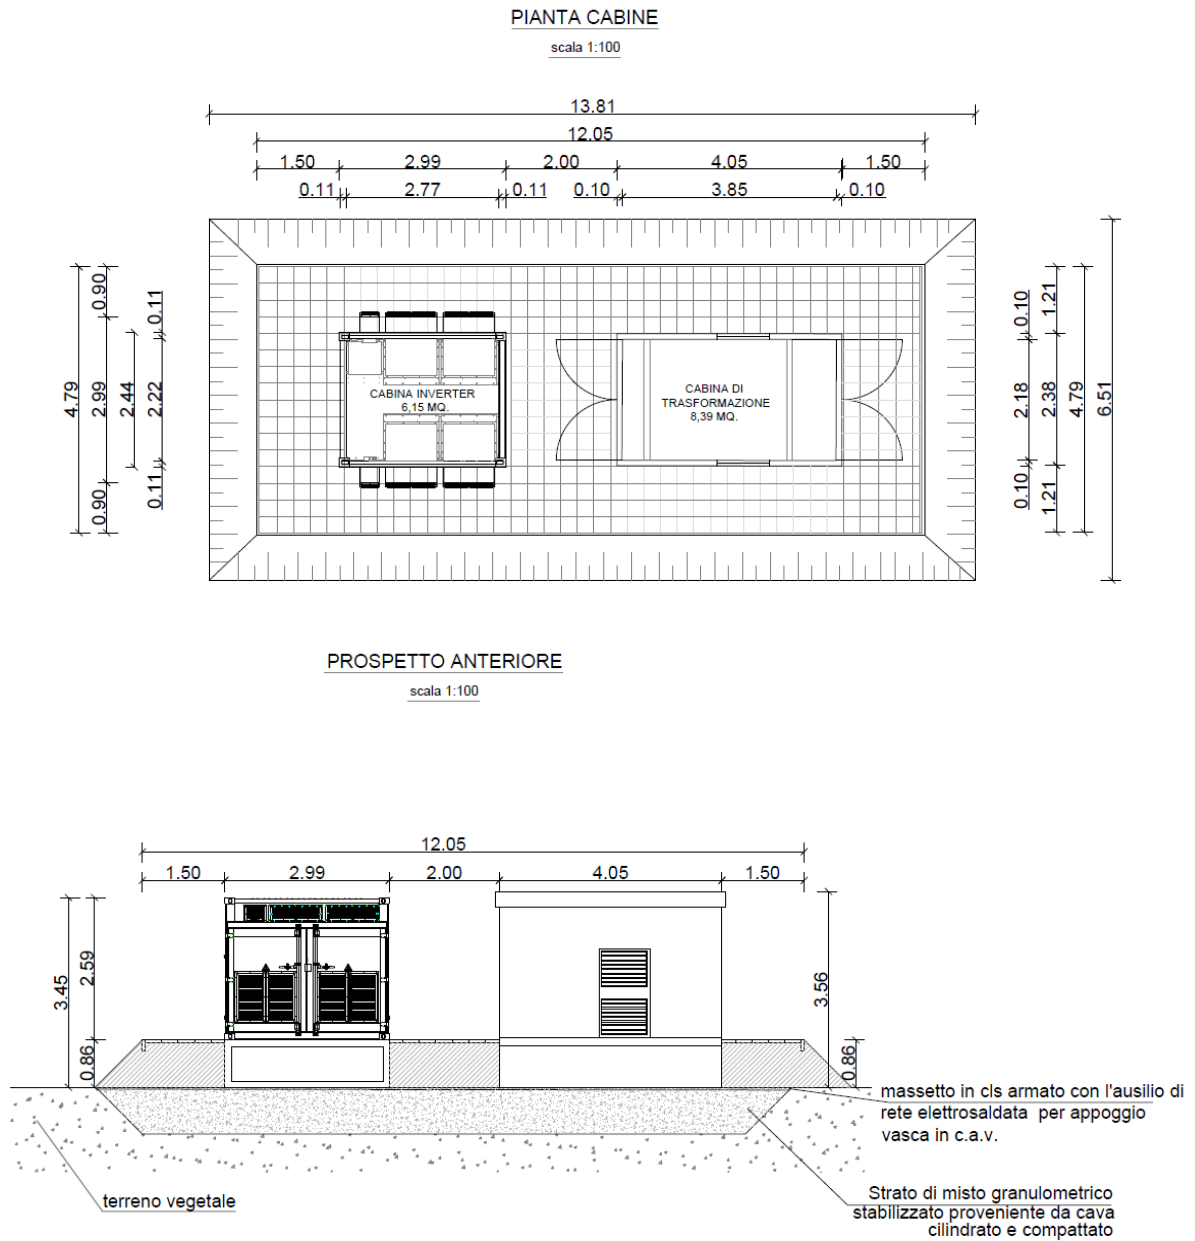 PIANTA CABINE
scala 1:100
13.81
12.05
1.50 2.99 2.00 4.05 1.50
0.11 2.77 0.11 0.10 3.85 0.10
4.79
0.90
2.99
0.90
2.44
0.11
2.22
0.11
CABINA INVERTER
6,15 MQ.
CABINA DI
TRASFORMAZIONE
8,39 MQ.
0.10
2.18
0.10
1.21
2.38
1.21
4.79
6.51
PROSPETTO ANTERIORE
scala 1:100
12.05
1.50 2.99 2.00 4.05 1.50
3.45
2.59
0.86
3.56
0.86
massetto in cls armato con l'ausilio di
rete elettrosaldata per appoggio
vasca in c.a.v.
terreno vegetale
Strato di misto granulometrico
stabilizzato proveniente da cava
cilindrato e compattato